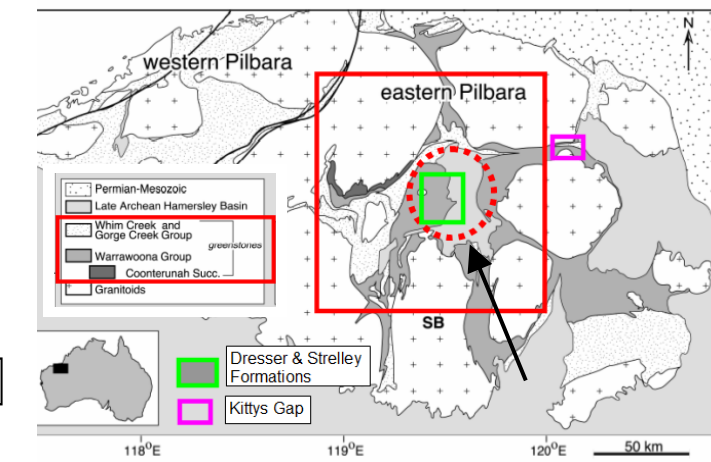 N
western Pilbara
eastern Pilbara
Permian-Mesozoic
Late Archean Hamersley Basin
Whim Creek and
Gorge Creek Group
greenstones
Warrawoona Group
Coonterunah Succ.
Granitoids
SB
Dresser & Strelley
Formations
Kittys Gap
118°E
119°E
120°E
50 km